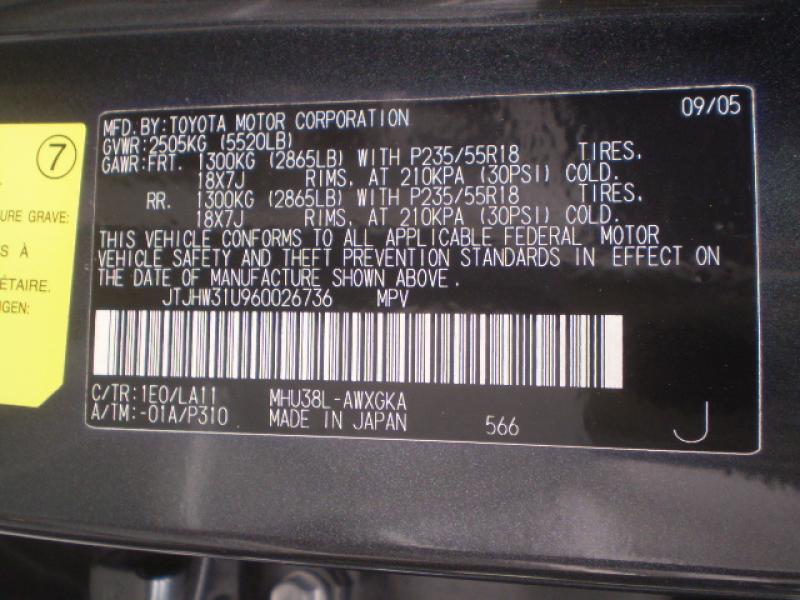 09/05
MFD. BY: TOYOTA MOTOR CORPORATION
GVWR: 2505KG (5520LB)
GAWR: FRT. 1300KG (2865LB) WITH P235/55R18 TIRES.
18X7J RIMS. AT 210KPA (30PSI) COLD.
RR. 1300KG (2865LB) WITH P235/55R18 TIRES.
18X7J RIMS. AT 210KPA (30PSI) COLD.
THIS VEHICLE CONFORMS TO ALL APPLICABLE FEDERAL MOTOR
VEHICLE SAFETY AND THEFT PREVENTION STANDARDS IN EFFECT ON
THE DATE OF MANUFACTURE SHOWN ABOVE.
JTJHW31U960026736 MPV
C/TR: 1E0/LA11 MHU38L-AWXGKA
A/TM: -01A/P310 MADE IN JAPAN 566 J
7
URE GRAVE:
S À
ÉTAIRE.
IGEN: